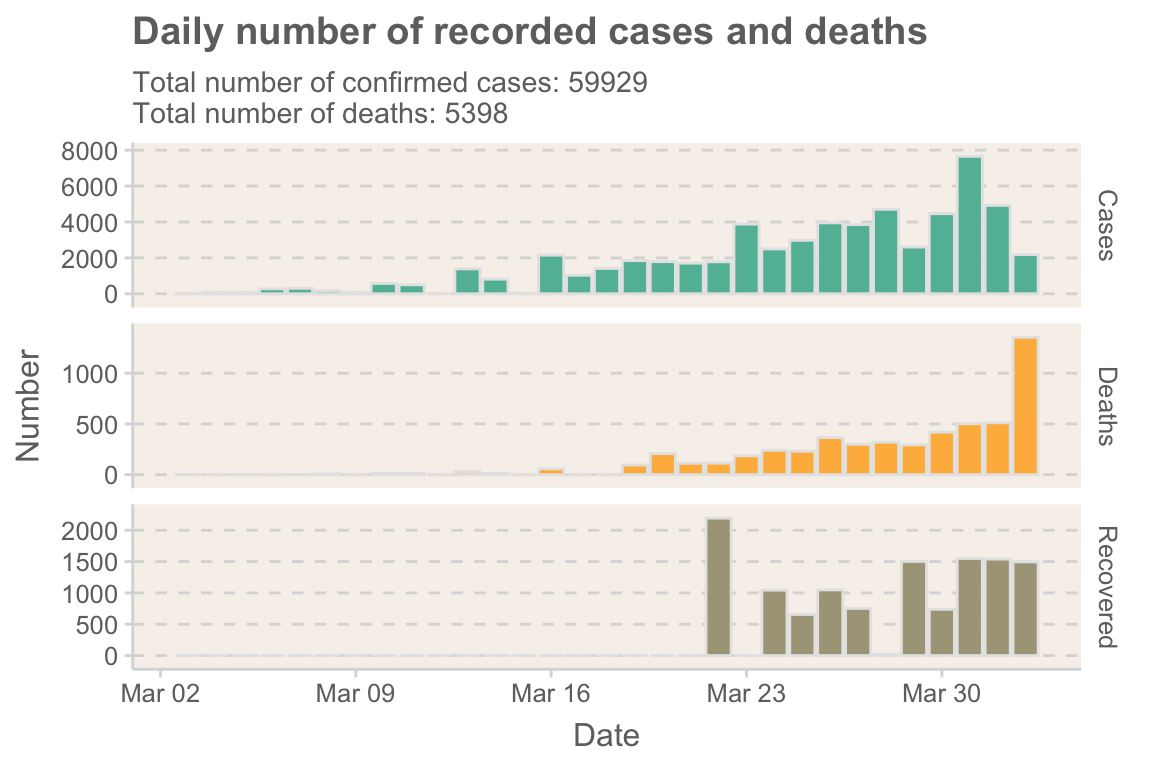 Daily number of recorded cases and deaths
Total number of confirmed cases: 59929
Total number of deaths: 5398
8000
6000
4000
2000
0
Cases
1000
500
0
Deaths
2000
1500
1000
500
0
Recovered
Number
Mar 02 Mar 09 Mar 16 Mar 23 Mar 30
Date